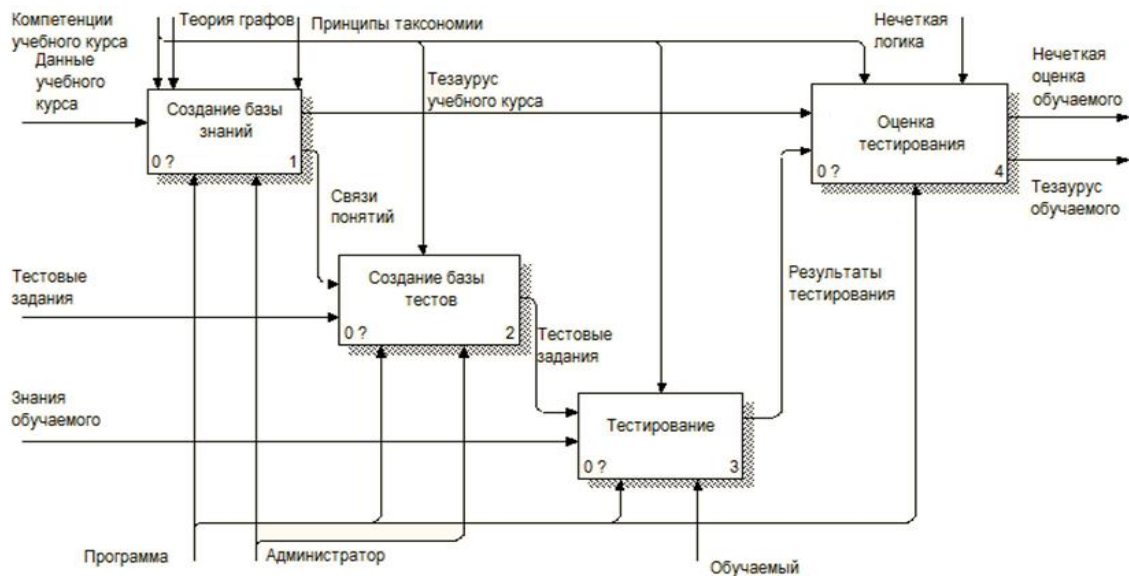 Компетенции
учебного курса
Теория графов
Принципы таксономии
Нечеткая
логика
Данные
учебного
курса
Тезаурус
учебного курса
Нечеткая
оценка
обучаемого
Создание базы
знаний
0 ?
1
Оценка
тестирования
0 ?
4
Связи
понятий
Тезаурус
обучаемого
Тестовые
задания
Создание базы
тестов
0 ?
2
Результаты
тестирования
Тестовые
задания
Знания
обучаемого
Тестирование
0 ?
3
Программа
Администратор
Обучаемый